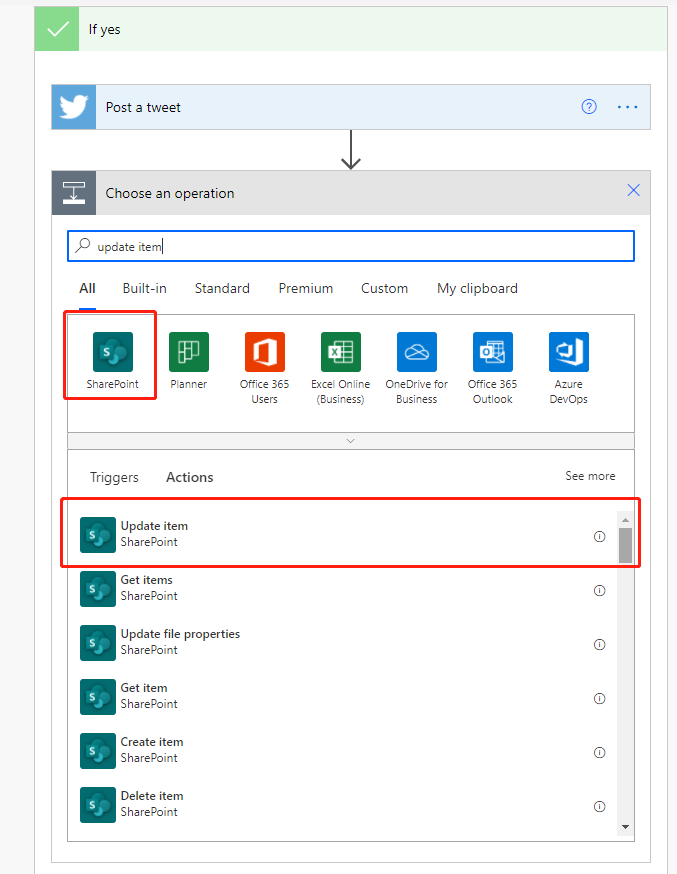 If yes
Post a tweet
Choose an operation
update item
All Built-in Standard Premium Custom My clipboard
SharePoint Planner Office 365 Users Excel Online (Business) OneDrive for Business Office 365 Outlook Azure DevOps
Triggers Actions See more
Update item
SharePoint
Get items
SharePoint
Update file properties
SharePoint
Get item
SharePoint
Create item
SharePoint
Delete item
SharePoint